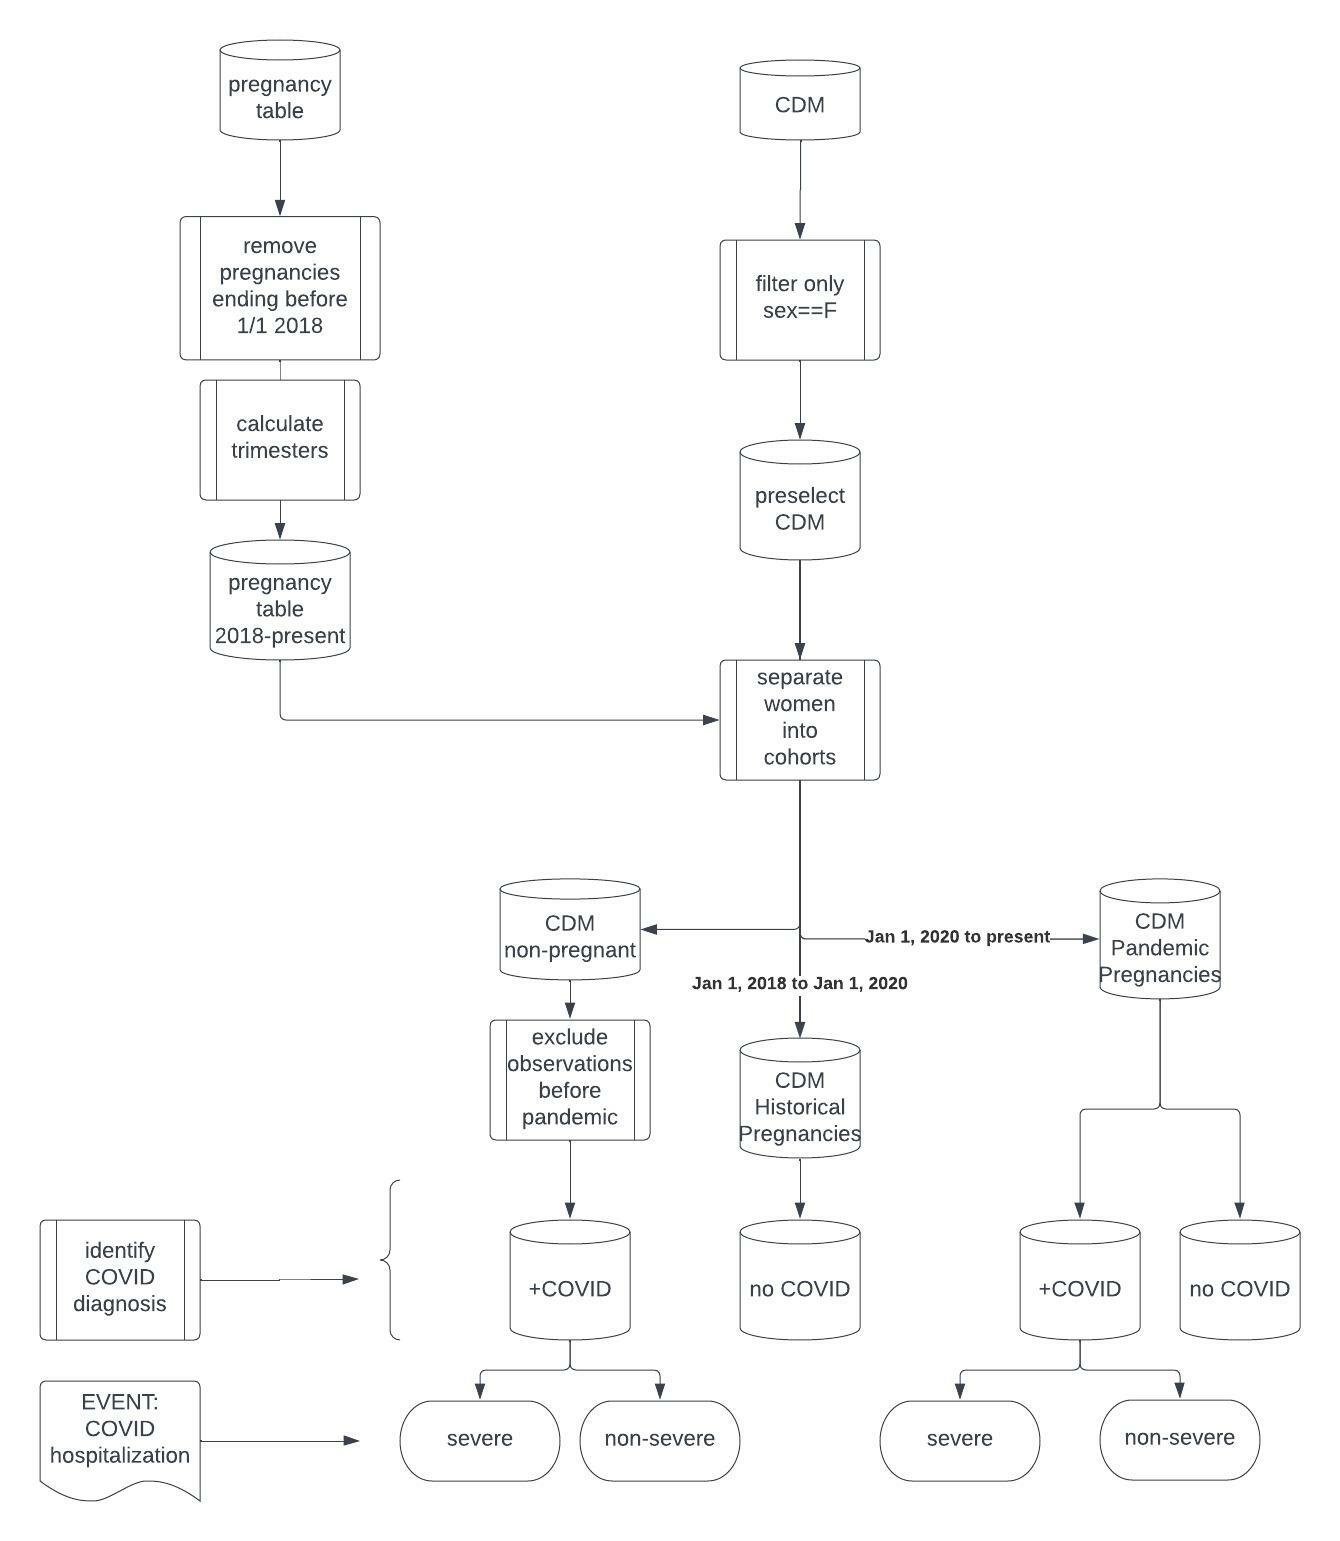 pregnancy
table
CDM
remove
pregnancies
ending before
1/1 2018
filter only
sex==F
calculate
trimesters
preselect
CDM
pregnancy
table
2018-present
separate
women
into
cohorts
CDM
non-pregnant
Jan 1, 2020 to present
CDM
Pandemic
Pregnancies
Jan 1, 2018 to Jan 1, 2020
exclude
observations
before
pandemic
CDM
Historical
Pregnancies
identify
COVID
diagnosis
+COVID
no COVID
+COVID
no COVID
EVENT:
COVID
hospitalization
severe
non-severe
severe
non-severe